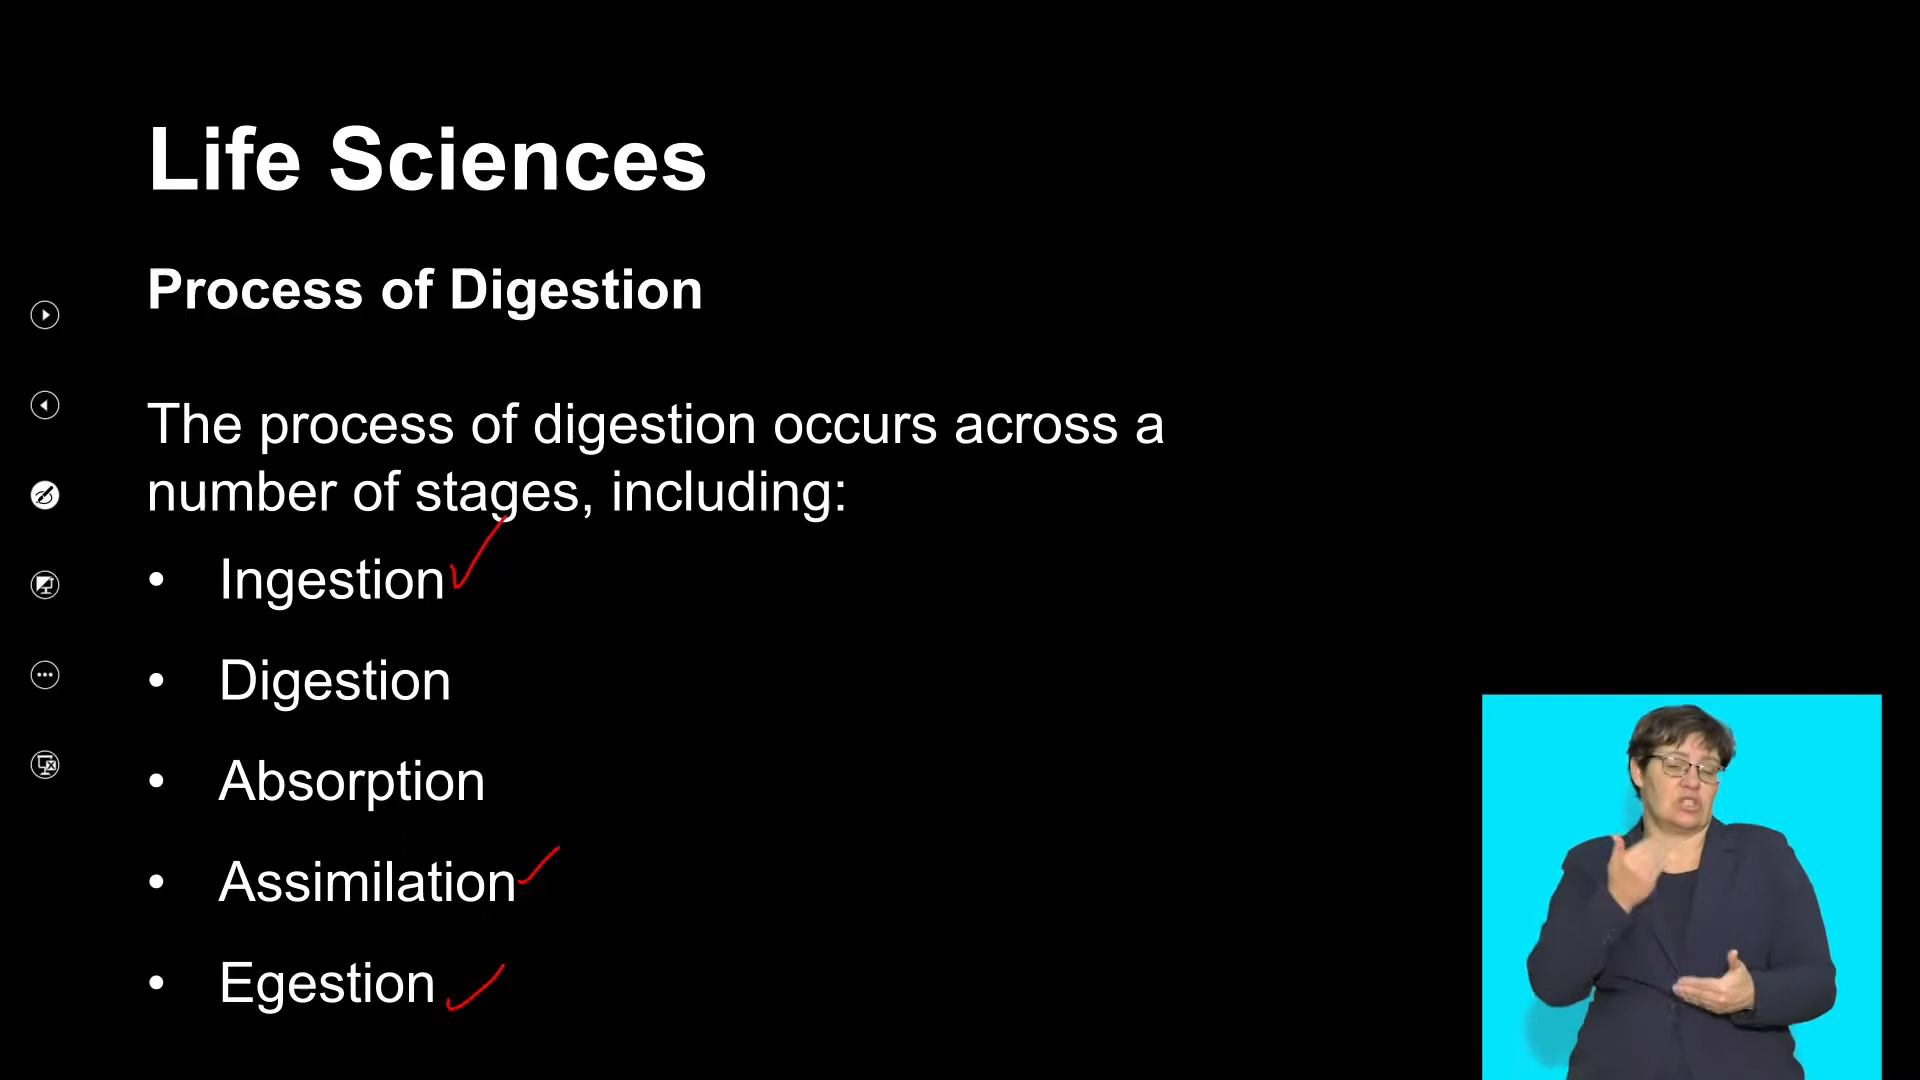 Life Sciences
Process of Digestion
The process of digestion occurs across a
number of stages, including:
• Ingestion
• Digestion
• Absorption
• Assimilation
• Egestion